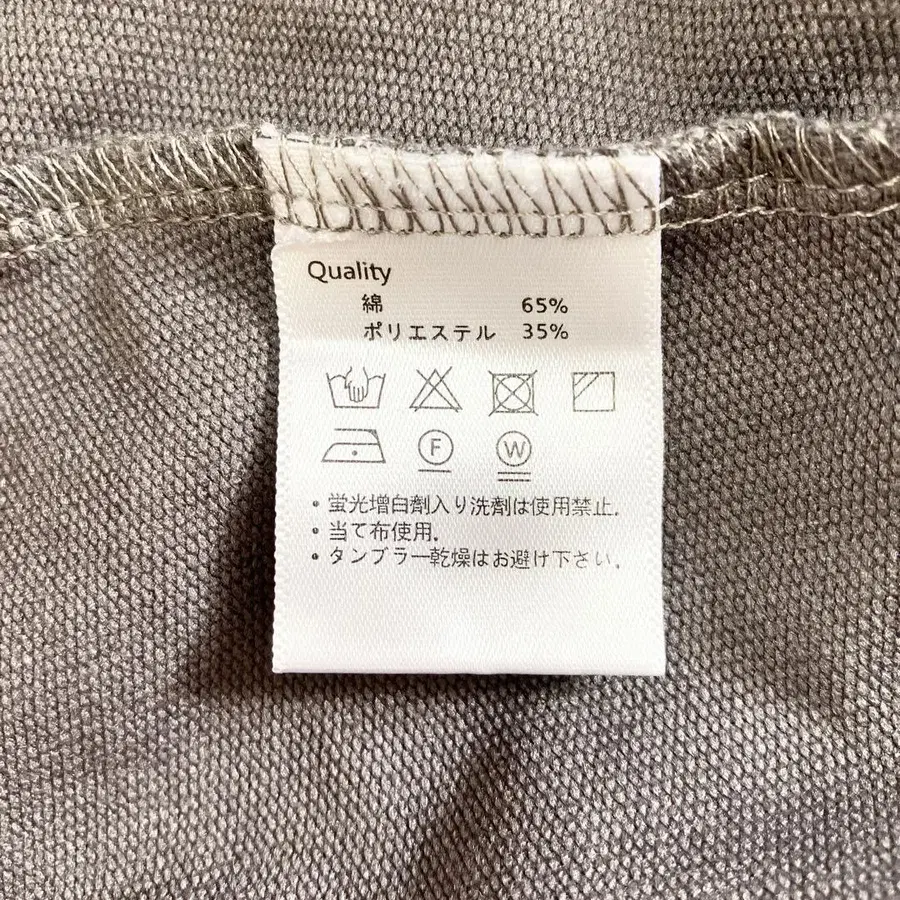 Quality
綿 65%
ポリエステル 35%
F W
・蛍光増白剤入り洗剤は使用禁止.
・当て布使用.
・タンブラー乾燥はお避け下さい.